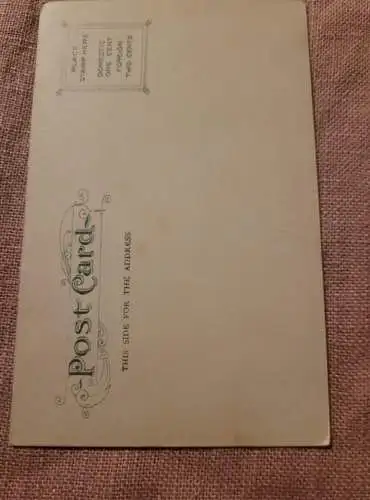 PLACE
STAMP HERE
DOMESTIC
ONE CENT
FOREIGN
TWO CENTS
Post Card
THIS SIDE FOR THE ADDRESS